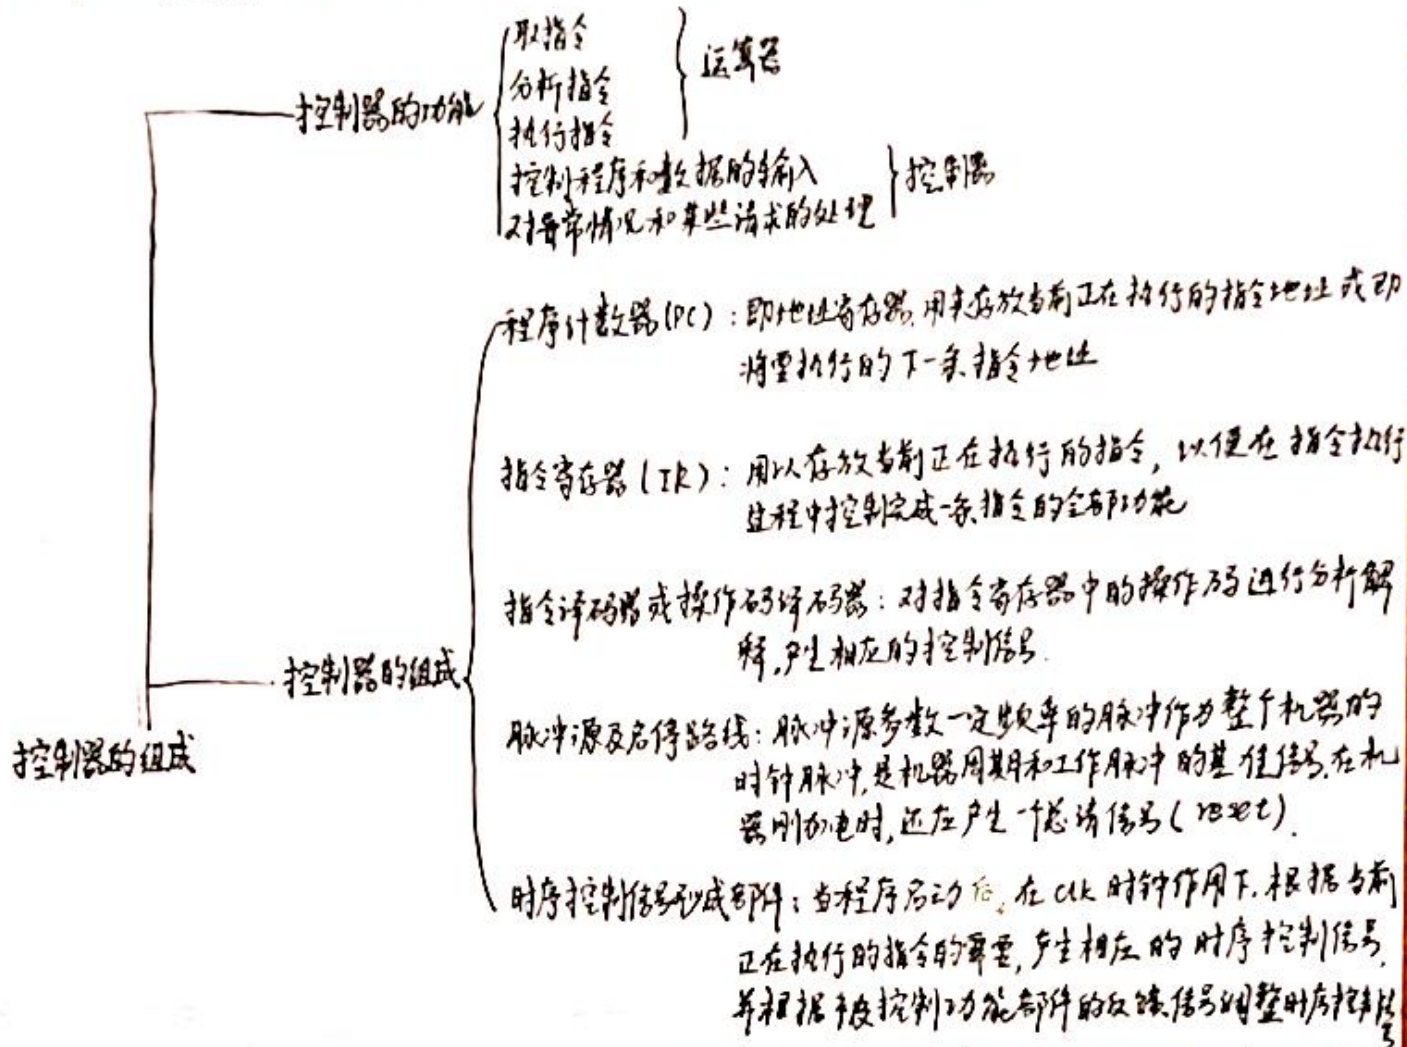 取指令
分析指令
执行指令
运算器
控制器的功能
控制程序和数据的输入
对异常情况和某些请求的处理
控制器
程序计数器(PC)：即地址寄存器,用来存放当前正在执行的指令地址或即
将要执行的下一条指令地址
指令寄存器(IR)：用以存放当前正在执行的指令，以便在指令执行
过程中控制完成一条指令的全部功能
指令译码器或操作码译码器：对指令寄存器中的操作码进行分析解
释,产生相应的控制信号.
控制器的组成
脉冲源及启停路线：脉冲源多数一定频率的脉冲作为整个机器的
时钟脉冲,是机器周期和工作脉冲的基准信号.在机
器刚加电时,还应产生一个总清信号(reset).
控制器的组成
时序控制信号形成部件：当程序启动后,在CLK时钟作用下.根据当前
正在执行的指令的需要,产生相应的时序控制信号.
并根据被控制功能部件的反馈信号调整时序控制信号